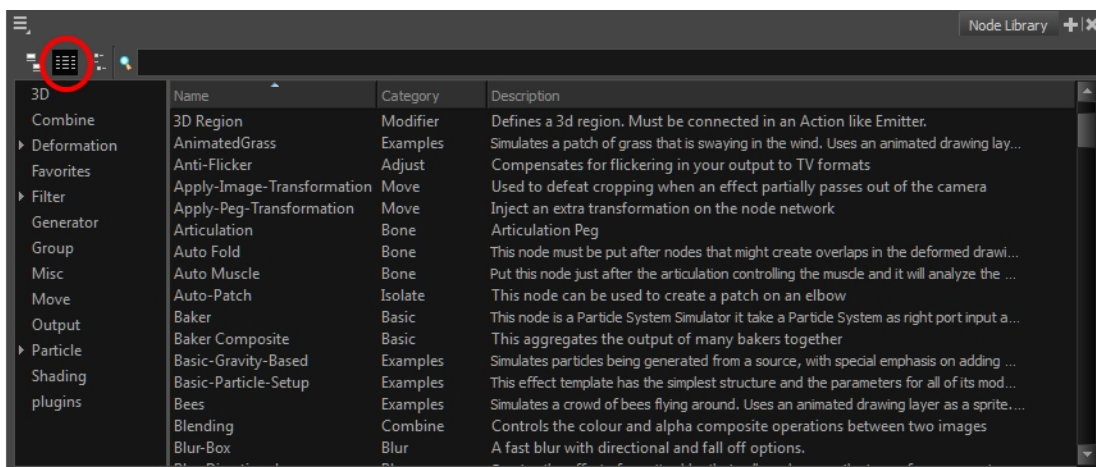 Node Library
3D
Combine
Deformation
Favorites
Filter
Generator
Group
Misc
Move
Output
Particle
Shading
plugins
Name Category Description
3D Region Modifier Defines a 3d region. Must be connected in an Action like Emitter.
AnimatedGrass Examples Simulates a patch of grass that is swaying in the wind. Uses an animated drawing lay...
Anti-Flicker Adjust Compensates for flickering in your output to TV formats
Apply-Image-Transformation Move Used to defeat cropping when an effect partially passes out of the camera
Apply-Peg-Transformation Move Inject an extra transformation on the node network
Articulation Bone Articulation Peg
Auto Fold Bone This node must be put after nodes that might create overlaps in the deformed drawi...
Auto Muscle Bone Put this node just after the articulation controlling the muscle and it will analyze the ...
Auto-Patch Isolate This node can be used to create a patch on an elbow
Baker Basic This node is a Particle System Simulator it take a Particle System as right port input a...
Baker Composite Basic This aggregates the output of many bakers together
Basic-Gravity-Based Examples Simulates particles being generated from a source, with special emphasis on adding ...
Basic-Particle-Setup Examples This effect template has the simplest structure and the parameters for all of its mod...
Bees Examples Simulates a crowd of bees flying around. Uses an animated drawing layer as a sprite....
Blending Combine Controls the colour and alpha composite operations between two images
Blur-Box Blur A fast blur with directional and fall off options.